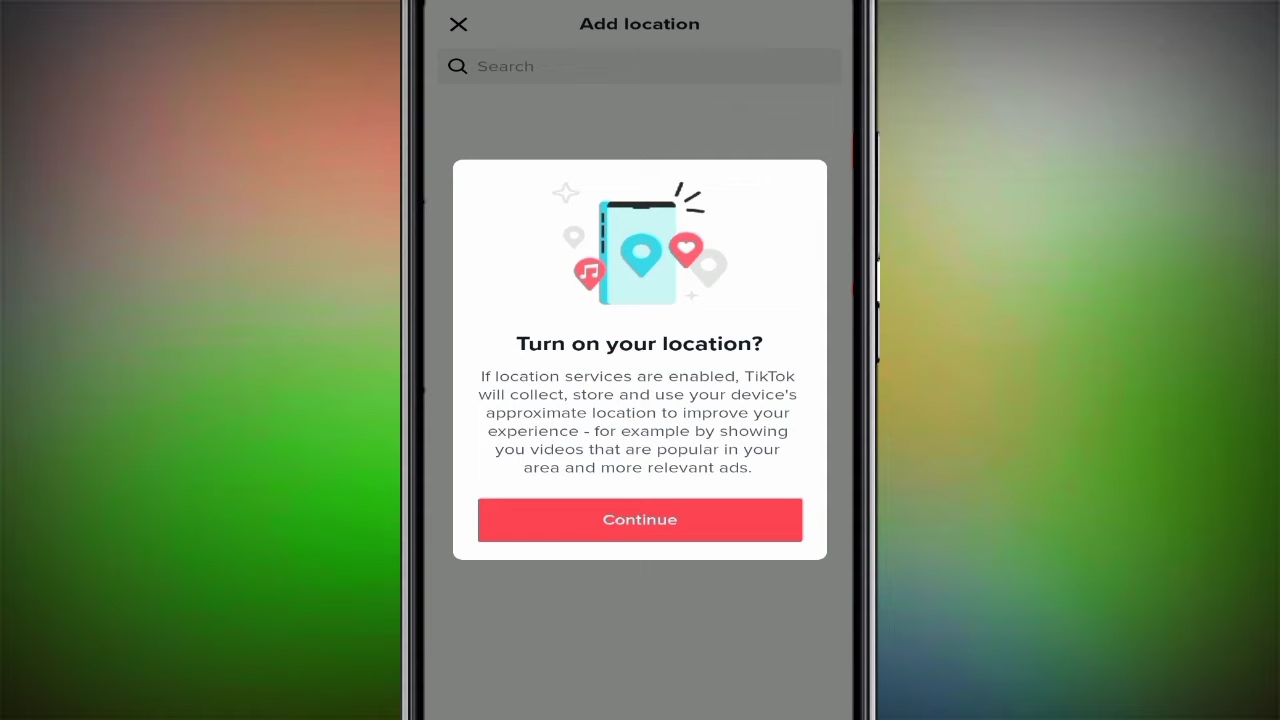 Add location
Search
Turn on your location?
If location services are enabled, TikTok
will collect, store and use your device's
approximate location to improve your
experience - for example by showing
you videos that are popular in your
area and more relevant ads.
Continue